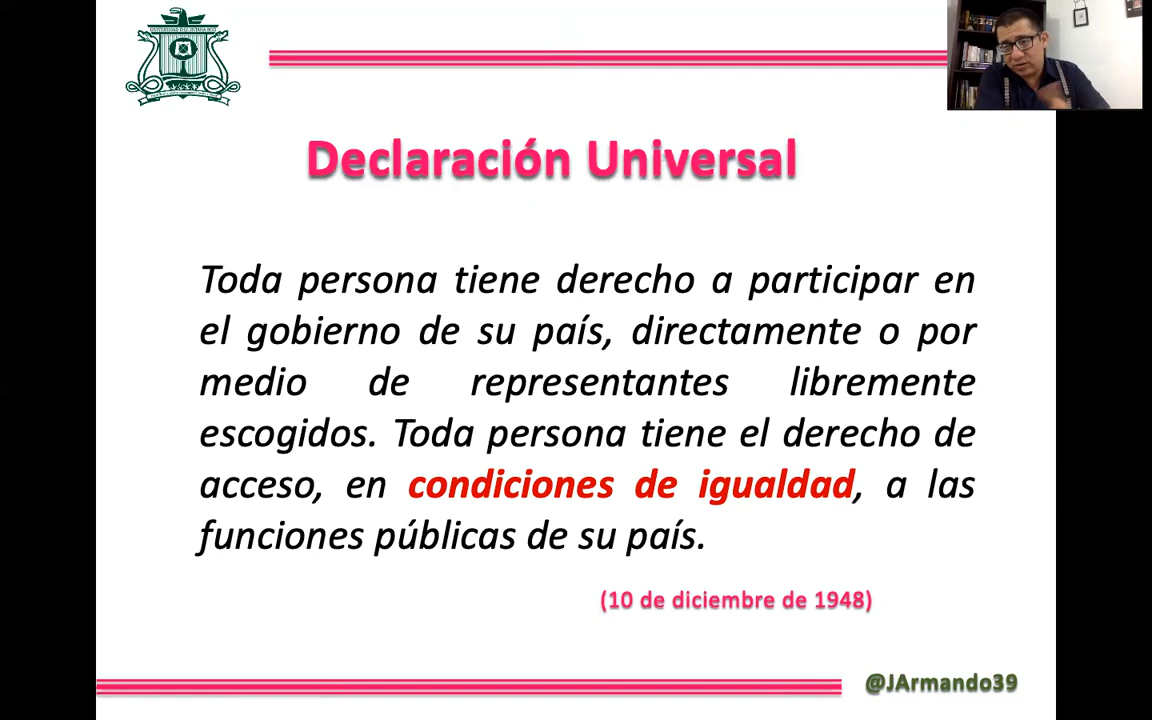 Declaración Universal
Toda persona tiene derecho a participar en
el gobierno de su país, directamente o por
medio de representantes libremente
escogidos. Toda persona tiene el derecho de
acceso, en condiciones de igualdad, a las
funciones públicas de su país.
(10 de diciembre de 1948)
@JArmando39